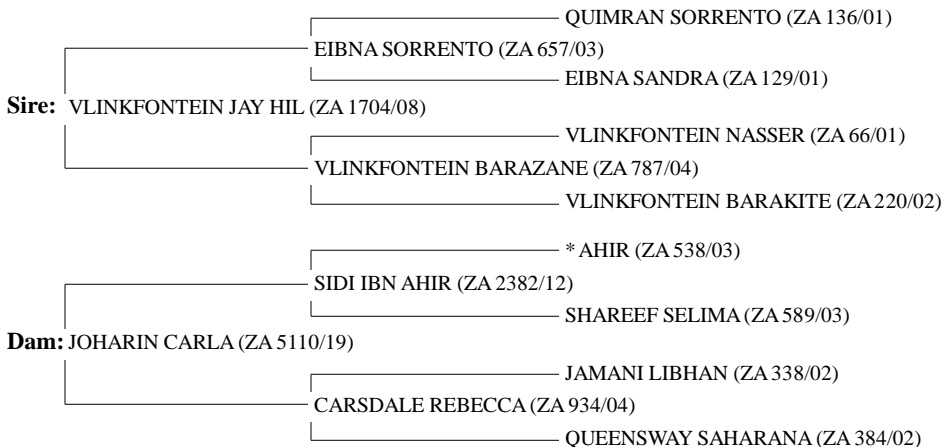 QUIMRAN SORRENTO (ZA 136/01)
EIBNA SORRENTO (ZA 657/03)
EIBNA SANDRA (ZA 129/01)
Sire: VLINKFONTEIN JAY HIL (ZA 1704/08)
VLINKFONTEIN NASSER (ZA 66/01)
VLINKFONTEIN BARAZANE (ZA 787/04)
VLINKFONTEIN BARAKITE (ZA 220/02)
* AHIR (ZA 538/03)
SIDI IBN AHIR (ZA 2382/12)
SHAREEF SELIMA (ZA 589/03)
Dam: JOHARIN CARLA (ZA 5110/19)
JAMANI LIBHAN (ZA 338/02)
CARSDALE REBECCA (ZA 934/04)
QUEENSWAY SAHARANA (ZA 384/02)